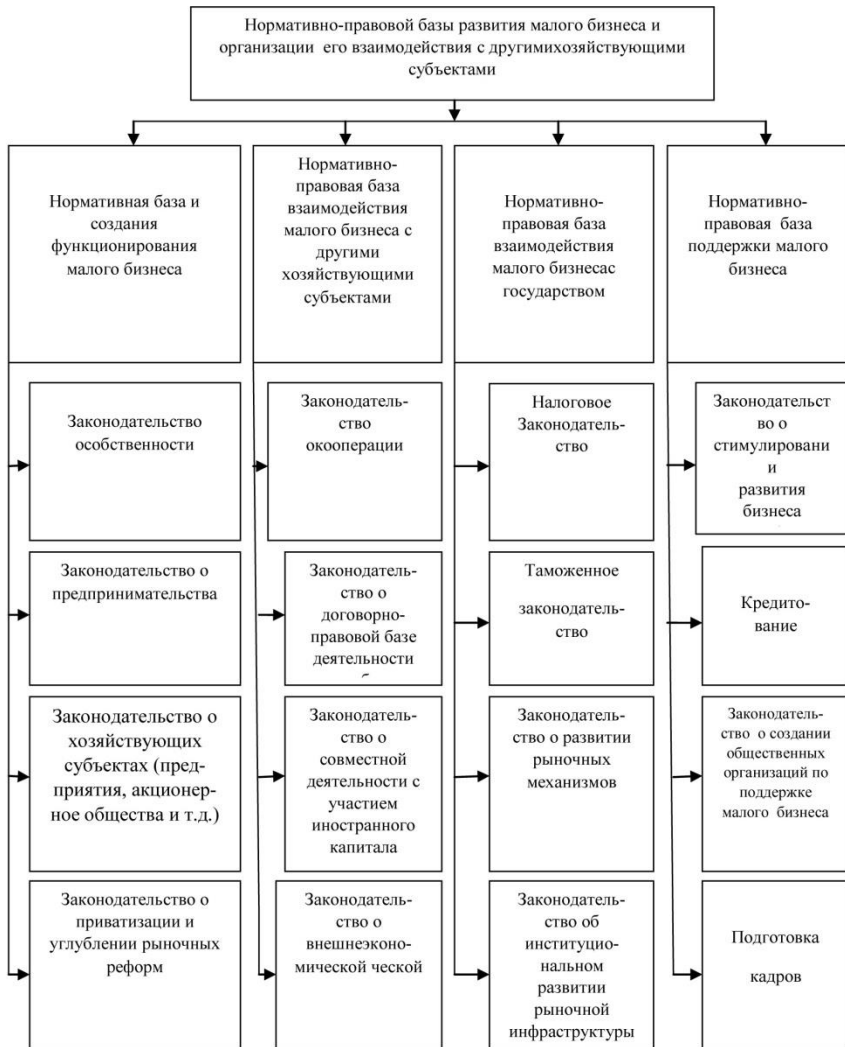 Нормативно-правовой базы развития малого бизнеса и
организации его взаимодействия с другимихозяйствующими
субъектами
Нормативная база и
создания
функционирования
малого бизнеса
Нормативно-
правовая база
взаимодействия
малого бизнеса с
другими
хозяйствующими
субъектами
Нормативно-
правовая база
взаимодействия
малого бизнесас
государством
Нормативно-
правовая база
поддержки малого
бизнеса
Законодательство
особственности
Законодатель-
ство
окооперации
Налоговое
Законодатель-
ство
Законодательст
во о
стимулировани
и
развития
бизнеса
Законодательство о
предпринимательства
Законодатель-
ство о
договорно-
правовой базе
деятельности
Таможенное
законодатель-
ство
Кредито-
вание
Законодательство о
хозяйствующих
субъектах (пред-
приятия, акционер-
ное общества и т.д.)
Законодатель-
ство о
совместной
деятельности с
участием
иностранного
капитала
Законодатель-
ство о развитии
рыночных
механизмов
Законодатель-
ство о создании
общественных
организаций по
поддержке
малого бизнеса
Законодательство о
приватизации и
углублении рыночных
реформ
Законодатель-
ство о
внешнеэконо-
мической ческой
Законодатель-
ство об
институцио-
нальном
развитии
рыночной
инфраструктуры
Подготовка
кадров